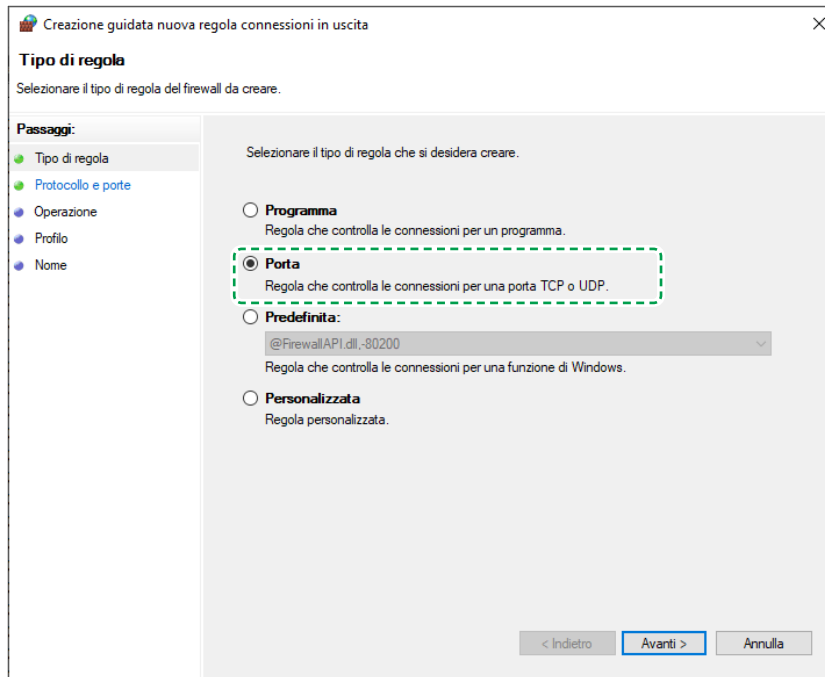 Creazione guidata nuova regola connessioni in uscita
Tipo di regola
Selezionare il tipo di regola del firewall da creare.
Passaggi:
Tipo di regola
Protocollo e porte
Operazione
Profilo
Nome
Selezionare il tipo di regola che si desidera creare.
Programma
Regola che controlla le connessioni per un programma.
Porta
Regola che controlla le connessioni per una porta TCP o UDP.
Predefinita:
@FirewallAPI.dll,-80200
Regola che controlla le connessioni per una funzione di Windows.
Personalizzata
Regola personalizzata.
< Indietro Avanti > Annulla